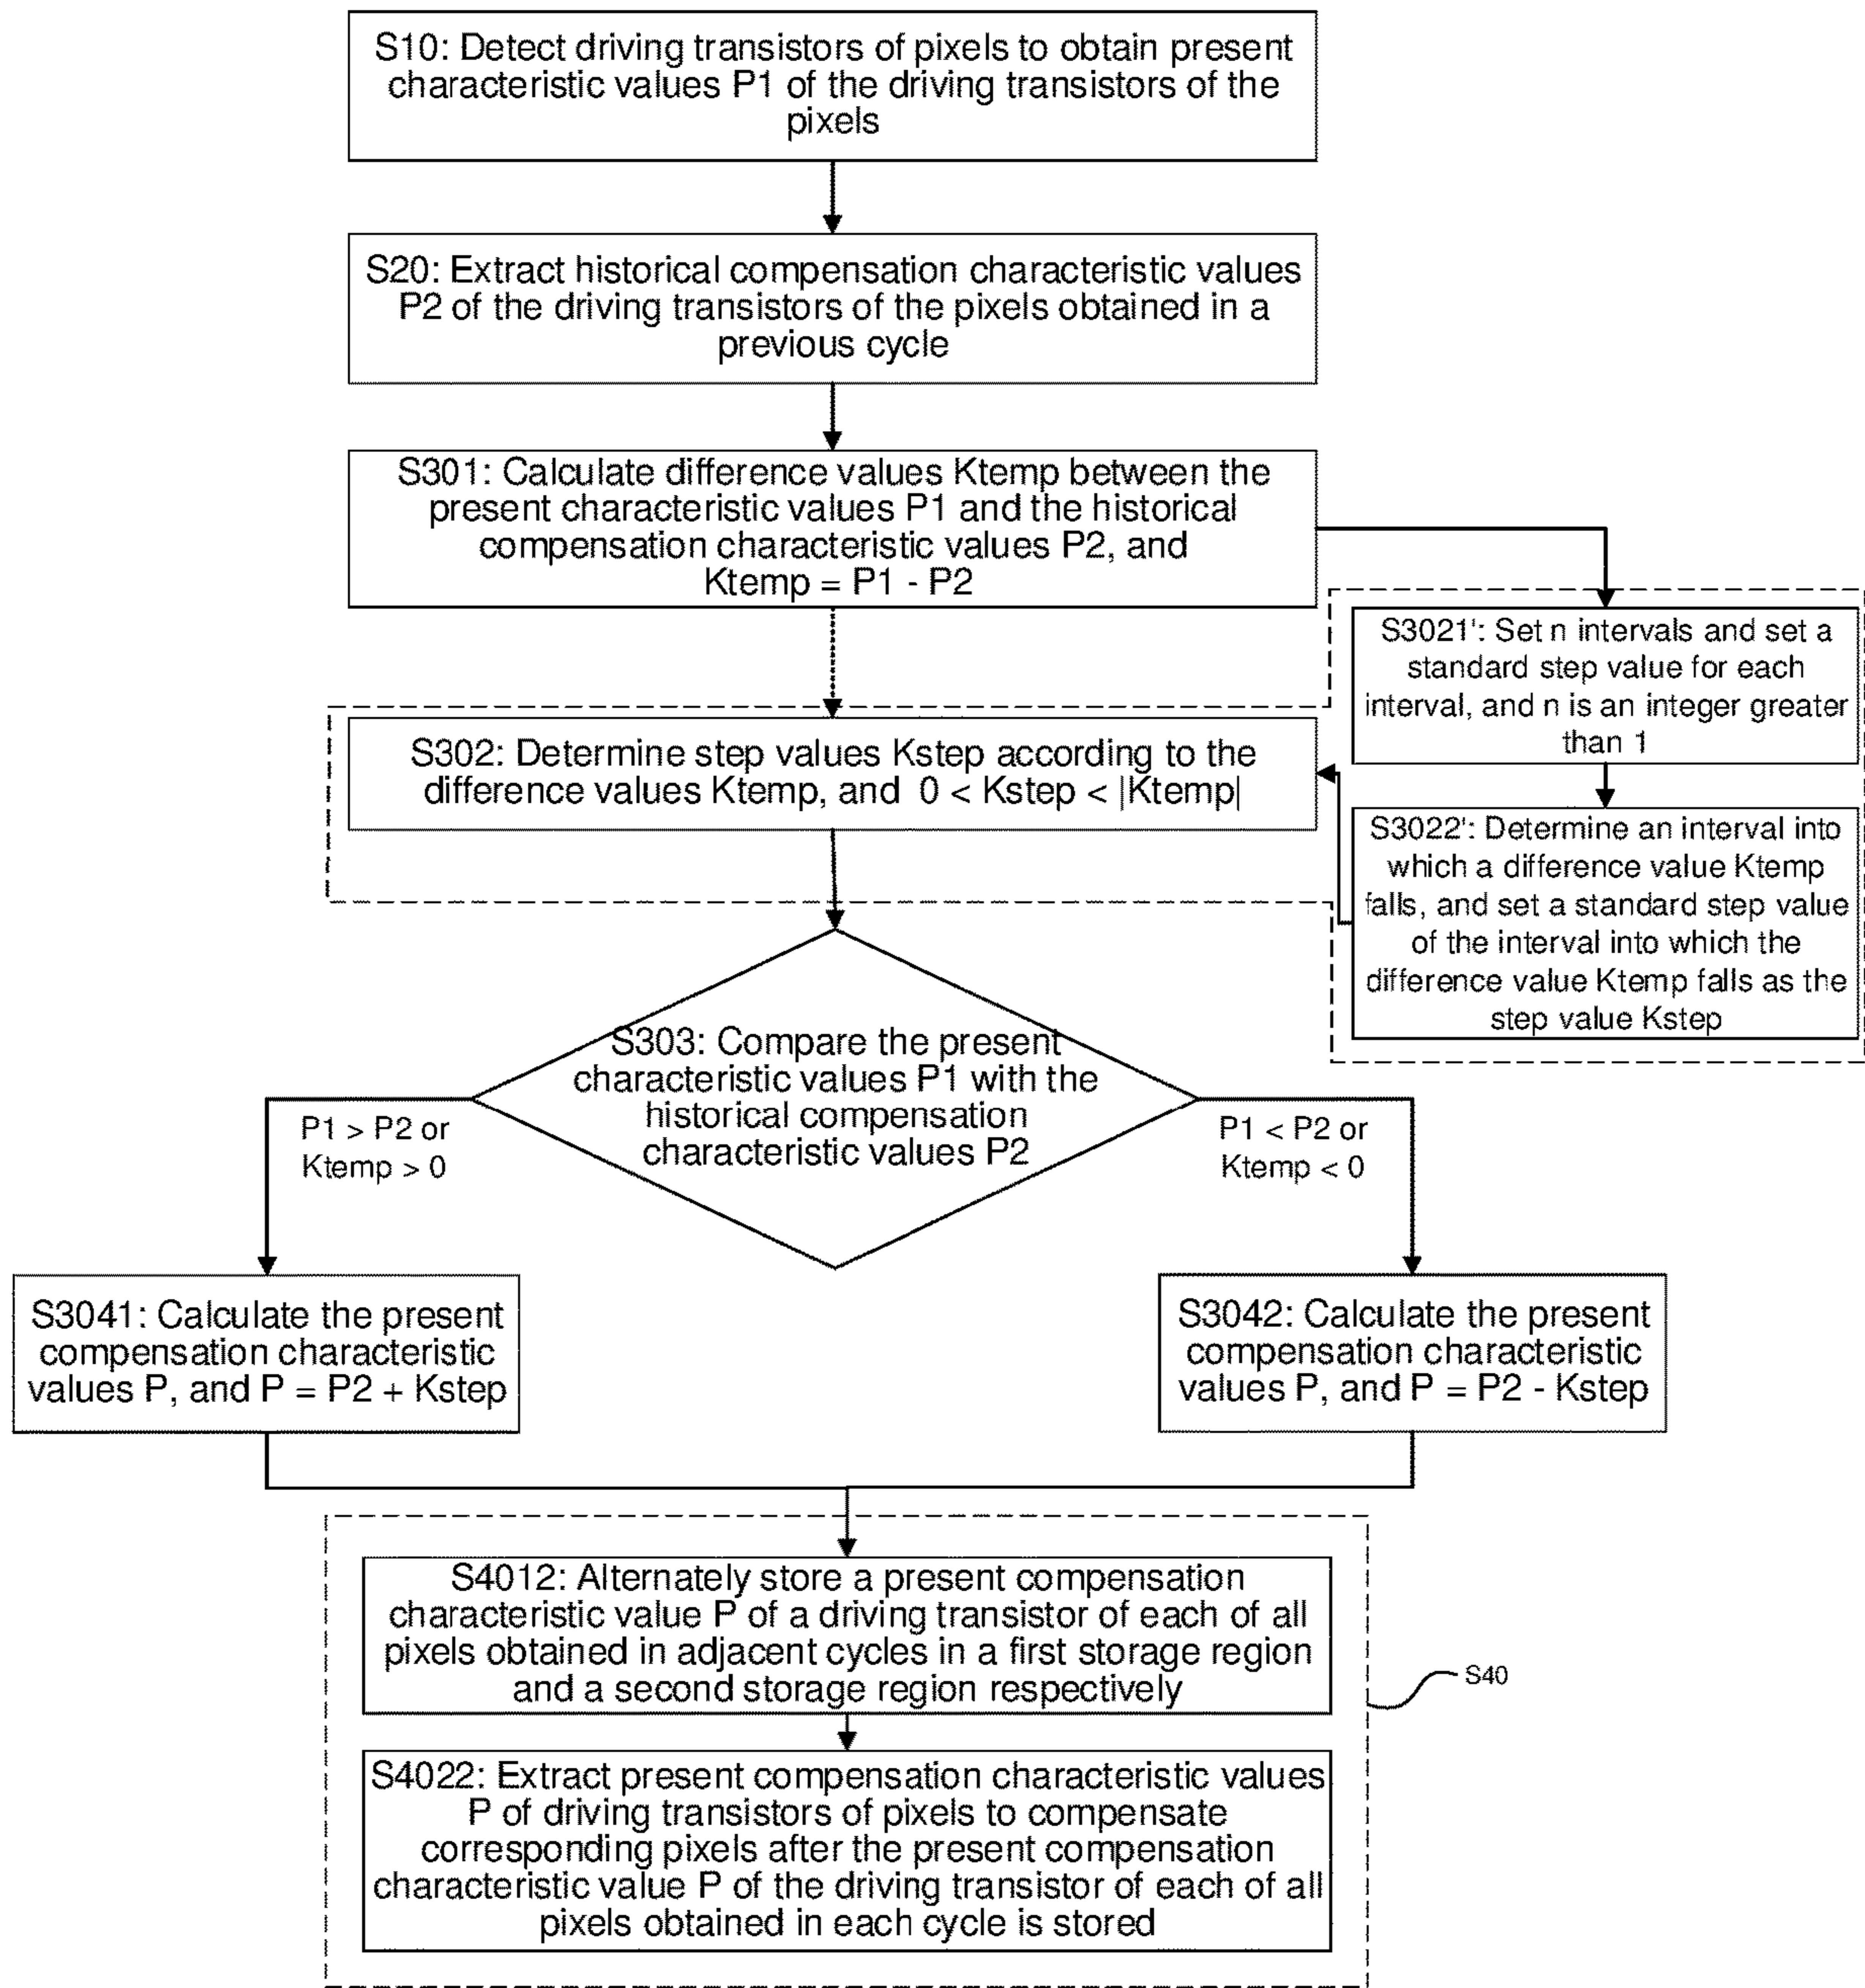 S10: Detect driving transistors of pixels to obtain present
characteristic values P1 of the driving transistors of the
pixels
S20: Extract historical compensation characteristic values
P2 of the driving transistors of the pixels obtained in a
previous cycle
S301: Calculate difference values Ktemp between the
present characteristic values P1 and the historical
compensation characteristic values P2, and
Ktemp = P1 - P2
S3021': Set n intervals and set a
standard step value for each
interval, and n is an integer greater
than 1
S302: Determine step values Kstep according to the
difference values Ktemp, and 0 < Kstep < |Ktemp|
S3022': Determine an interval into
which a difference value Ktemp
falls, and set a standard step value
of the interval into which the
difference value Ktemp falls as the
step value Kstep
S303: Compare the present
characteristic values P1 with the
historical compensation
characteristic values P2
P1 > P2 or
Ktemp > 0
P1 < P2 or
Ktemp < 0
S3041: Calculate the present
compensation characteristic
values P, and P = P2 + Kstep
S3042: Calculate the present
compensation characteristic
values P, and P = P2 - Kstep
S4012: Alternately store a present compensation
characteristic value P of a driving transistor of each of all
pixels obtained in adjacent cycles in a first storage region
and a second storage region respectively
S40
S4022: Extract present compensation characteristic values
P of driving transistors of pixels to compensate
corresponding pixels after the present compensation
characteristic value P of the driving transistor of each of all
pixels obtained in each cycle is stored